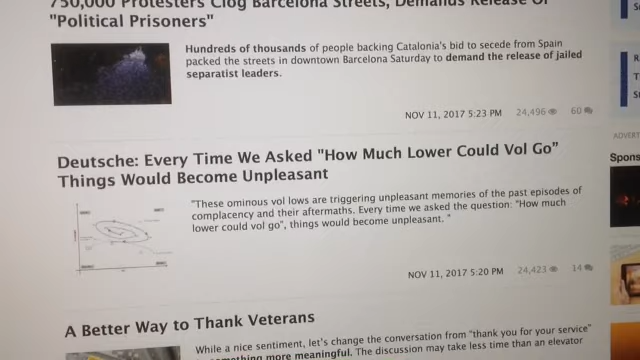 750,000 Protesters Clog Barcelona Streets, Demands Release Of
"Political Prisoners"
Hundreds of thousands of people backing Catalonia's bid to secede from Spain
packed the streets in downtown Barcelona Saturday to demand the release of jailed
separatist leaders.
NOV 11, 2017 5:23 PM 24,496 60
Deutsche: Every Time We Asked "How Much Lower Could Vol Go"
Things Would Become Unpleasant
"These ominous vol lows are triggering unpleasant memories of the past episodes of
complacency and their aftermaths. Every time we asked the question: "How much
lower could vol go", things would become unpleasant. "
NOV 11, 2017 5:20 PM 24,423 14
A Better Way to Thank Veterans
While a nice sentiment, let's change the conversation from "thank you for your service"
something more meaningful. The discussion may take less time than an elevator
ADVERT
Spons